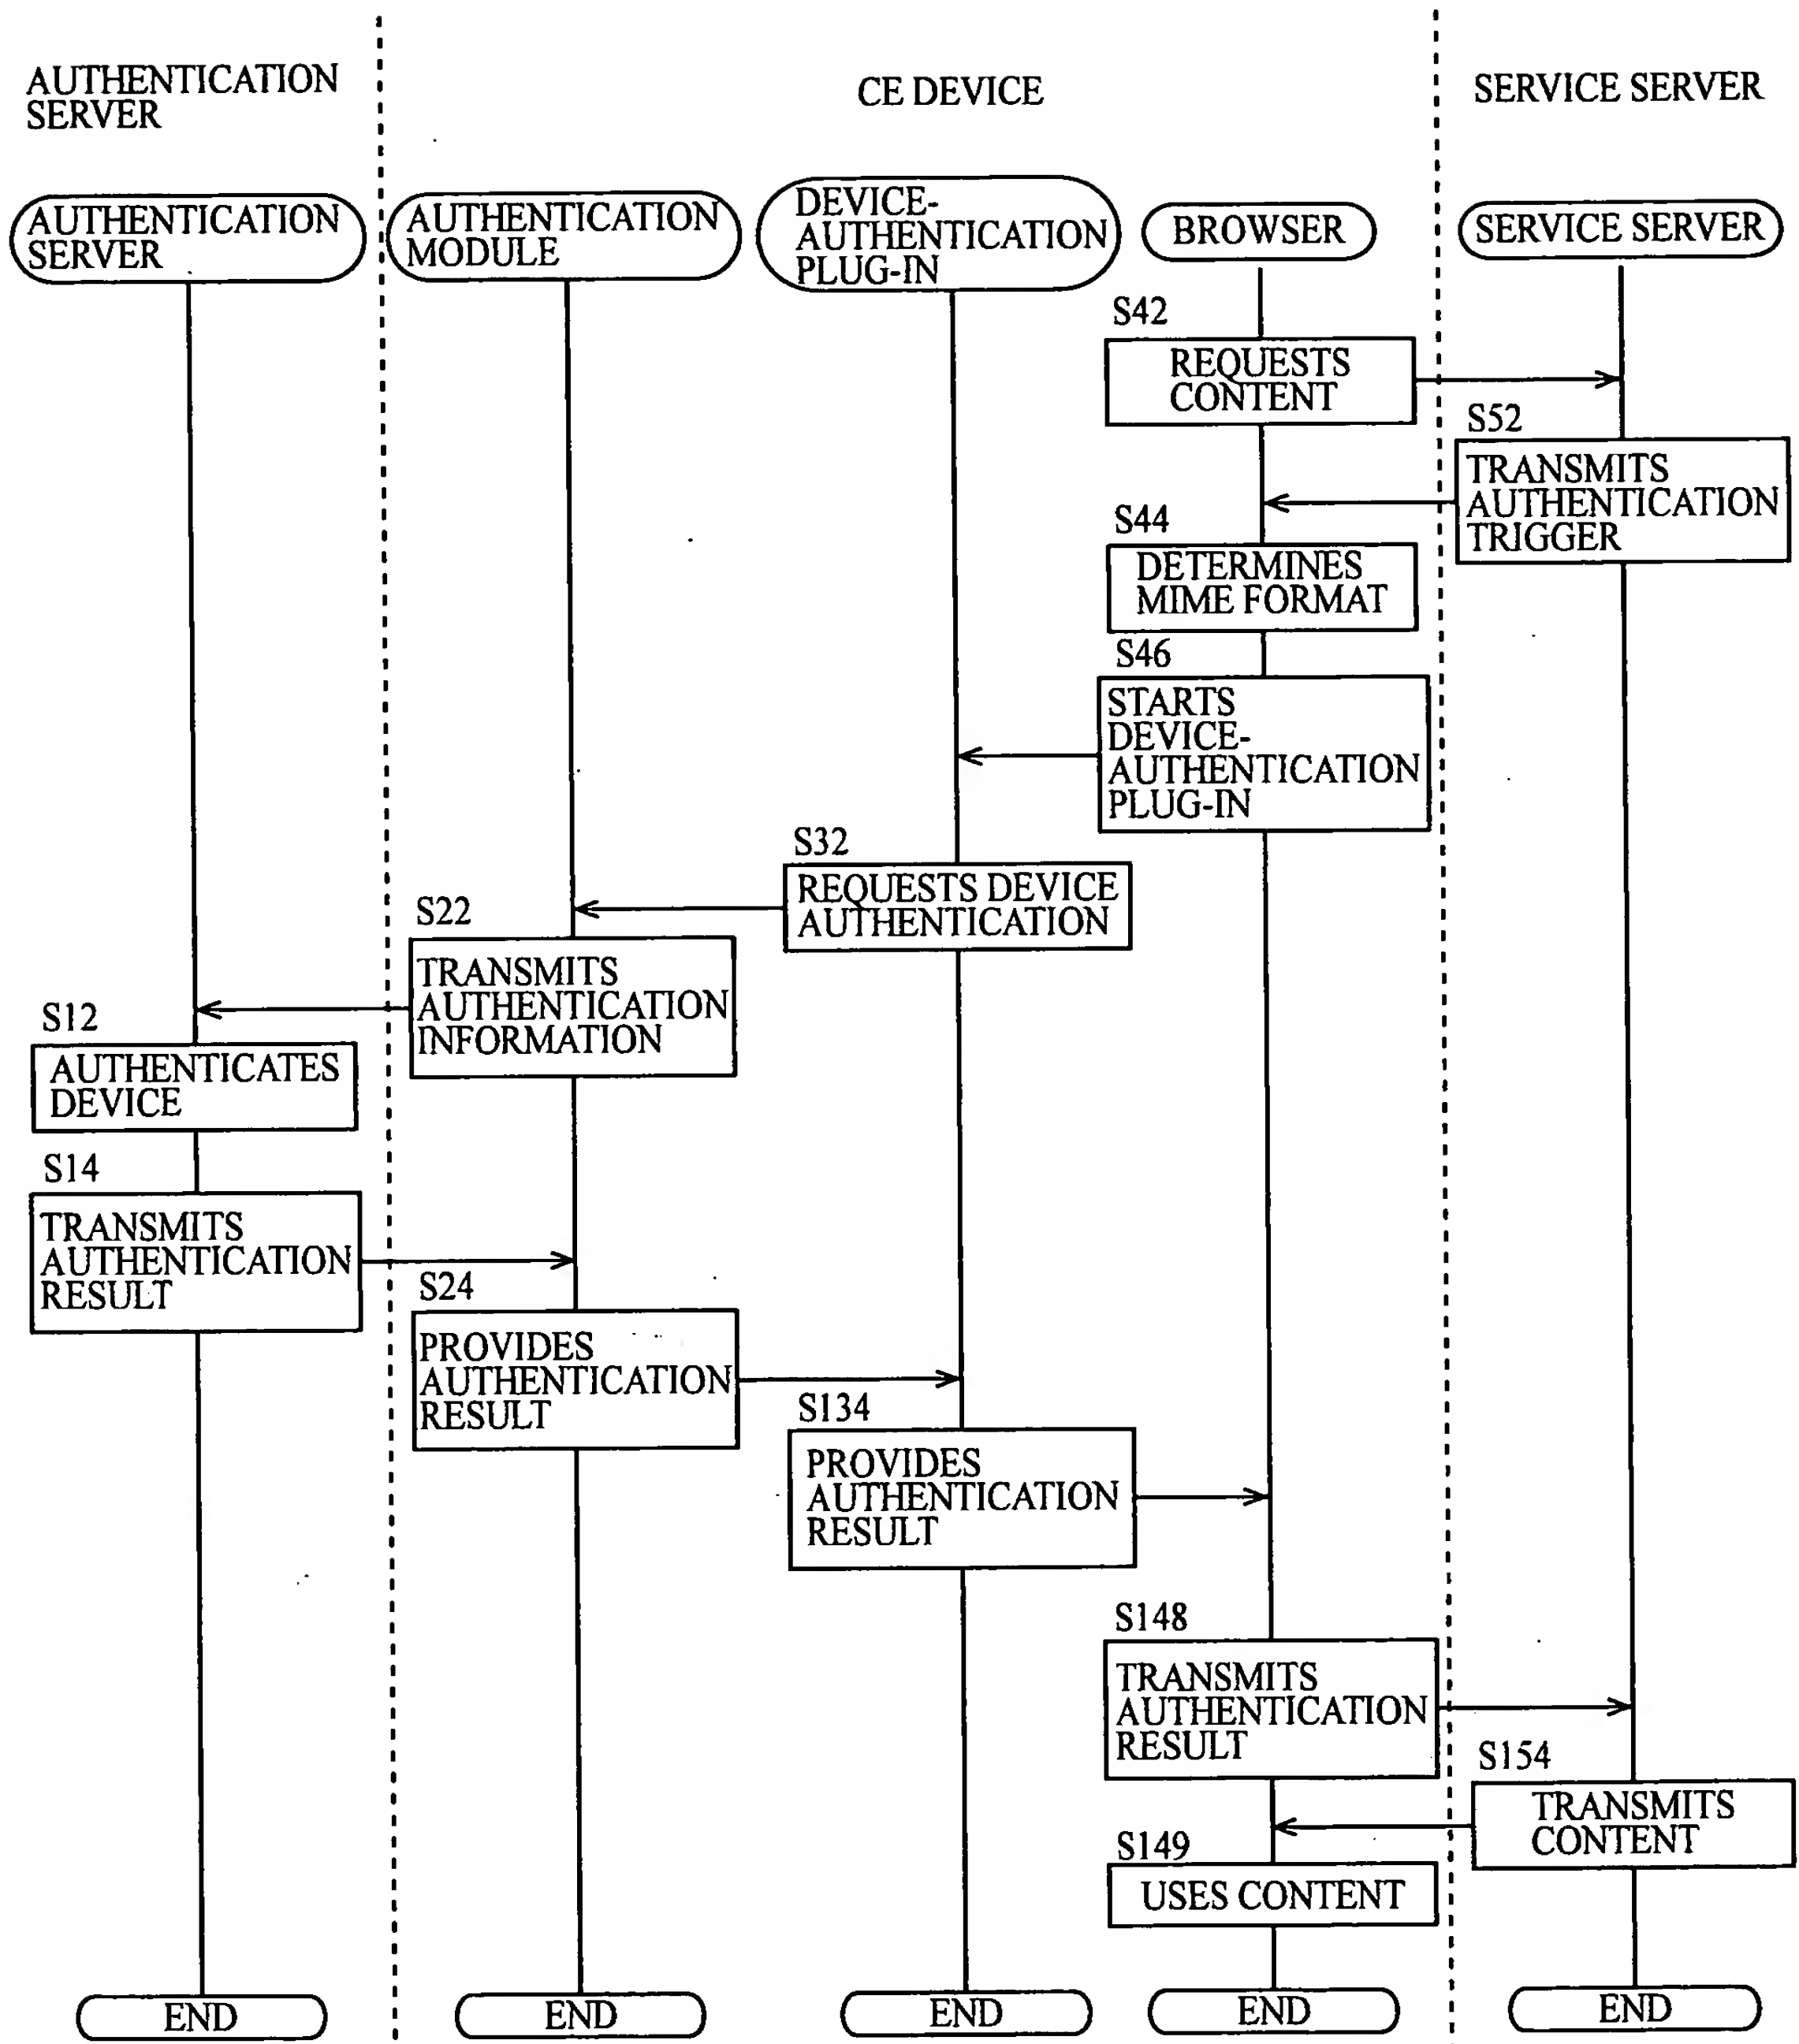 AUTHENTICATION
SERVER
CE DEVICE
SERVICE SERVER
AUTHENTICATION
SERVER
AUTHENTICATION
MODULE
DEVICE-
AUTHENTICATION
PLUG-IN
BROWSER
SERVICE SERVER
S42
REQUESTS
CONTENT
S52
TRANSMITS
AUTHENTICATION
TRIGGER
S44
DETERMINES
MIME FORMAT
S46
STARTS
DEVICE-
AUTHENTICATION
PLUG-IN
S32
REQUESTS DEVICE
AUTHENTICATION
S22
TRANSMITS
AUTHENTICATION
INFORMATION
S12
AUTHENTICATES
DEVICE
S14
TRANSMITS
AUTHENTICATION
RESULT
S24
PROVIDES
AUTHENTICATION
RESULT
S134
PROVIDES
AUTHENTICATION
RESULT
S148
TRANSMITS
AUTHENTICATION
RESULT
S154
TRANSMITS
CONTENT
S149
USES CONTENT
END
END
END
END
END